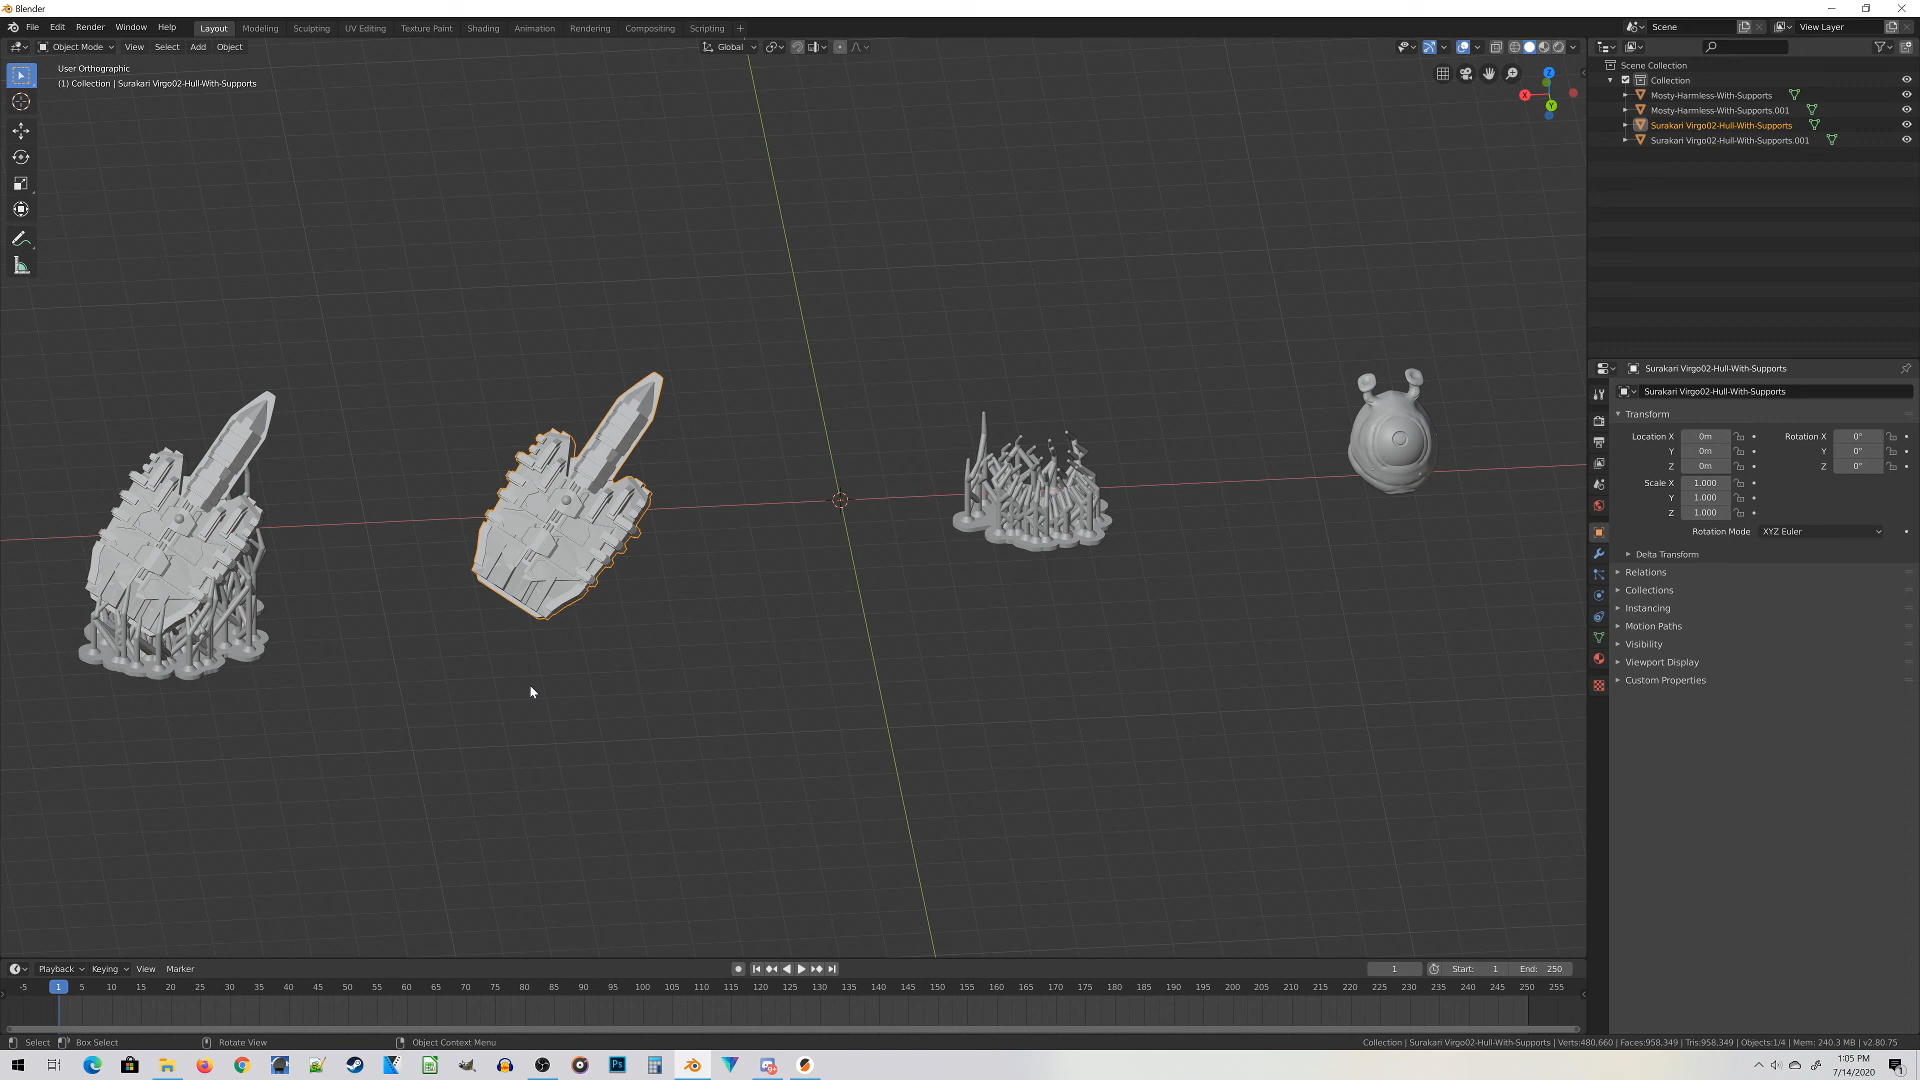 Blender
File Edit Render Window Help Layout Modeling Sculpting UV Editing Texture Paint Shading Animation Rendering Compositing Scripting + Scene View Layer
Object Mode View Select Add Object Global
User Orthographic
(1) Collection | Surakari Virgo02-Hull-With-Supports
Z
X
Y
Scene Collection
Collection
Mosty-Harmless-With-Supports
Mosty-Harmless-With-Supports.001
Surakari Virgo02-Hull-With-Supports
Surakari Virgo02-Hull-With-Supports.001
Surakari Virgo02-Hull-With-Supports
Surakari Virgo02-Hull-With-Supports
Transform
Location X 0m Rotation X 0°
Y 0m Y 0°
Z 0m Z 0°
Scale X 1.000
Y 1.000
Z 1.000
Rotation Mode XYZ Euler
Delta Transform
Relations
Collections
Instancing
Motion Paths
Visibility
Viewport Display
Custom Properties
Playback Keying View Marker 1 Start: 1 End: 250
-5 1 5 10 15 20 25 30 35 40 45 50 55 60 65 70 75 80 85 90 95 100 105 110 115 120 125 130 135 140 145 150 155 160 165 170 175 180 185 190 195 200 205 210 215 220 225 230 235 240 245 250 255
Select Box Select Rotate View Object Context Menu Collection | Surakari Virgo02-Hull-With-Supports | Verts:480,660 | Faces:958,349 | Tris:958,349 | Objects:1/4 | Mem: 240.3 MB | v2.80.75
Ps
1:05 PM
7/14/2020